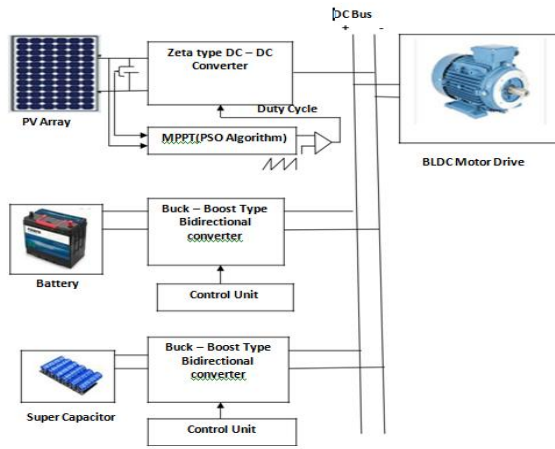 DC Bus
+ -
Zeta type DC – DC
Converter
PV Array
Duty Cycle
MPPT(PSO Algorithm)
BLDC Motor Drive
Buck – Boost Type
Bidirectional
converter
Battery
Control Unit
Buck – Boost Type
Bidirectional
converter
Super Capacitor
Control Unit